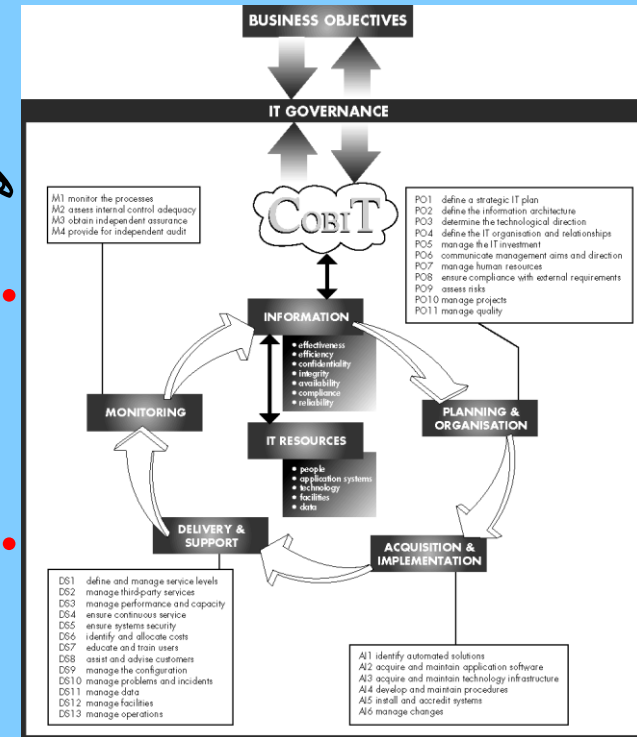 BUSINESS OBJECTIVES
IT GOVERNANCE
COBIT
M1 monitor the processes
M2 assess internal control adequacy
M3 obtain independent assurance
M4 provide for independent audit
PO1 define a strategic IT plan
PO2 define the information architecture
PO3 determine the technological direction
PO4 define the IT organisation and relationships
PO5 manage the IT investment
PO6 communicate management aims and direction
PO7 manage human resources
PO8 ensure compliance with external requirements
PO9 assess risks
PO10 manage projects
PO11 manage quality
INFORMATION
• effectiveness
• efficiency
• confidentiality
• integrity
• availability
• compliance
• reliability
MONITORING
PLANNING &
ORGANISATION
IT RESOURCES
• people
• application systems
• technology
• facilities
• data
DELIVERY &
SUPPORT
ACQUISITION &
IMPLEMENTATION
DS1 define and manage service levels
DS2 manage third-party services
DS3 manage performance and capacity
DS4 ensure continuous service
DS5 ensure systems security
DS6 identify and allocate costs
DS7 educate and train users
DS8 assist and advise customers
DS9 manage the configuration
DS10 manage problems and incidents
DS11 manage data
DS12 manage facilities
DS13 manage operations
AI1 identify automated solutions
AI2 acquire and maintain application software
AI3 acquire and maintain technology infrastructure
AI4 develop and maintain procedures
AI5 install and accredit systems
AI6 manage changes